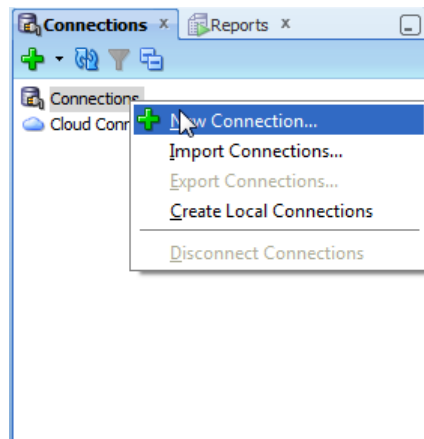 Connections Reports
Connections
Cloud Conn
New Connection...
Import Connections...
Export Connections...
Create Local Connections
Disconnect Connections